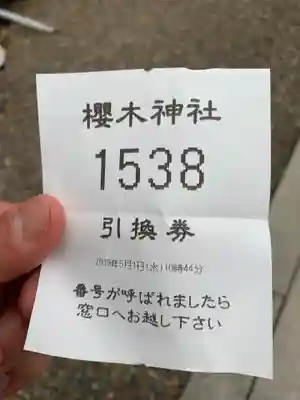 櫻木神社
1538
引換券
2019年5月1日(水)10時44分
番号が呼ばれましたら
窓口へお越し下さい